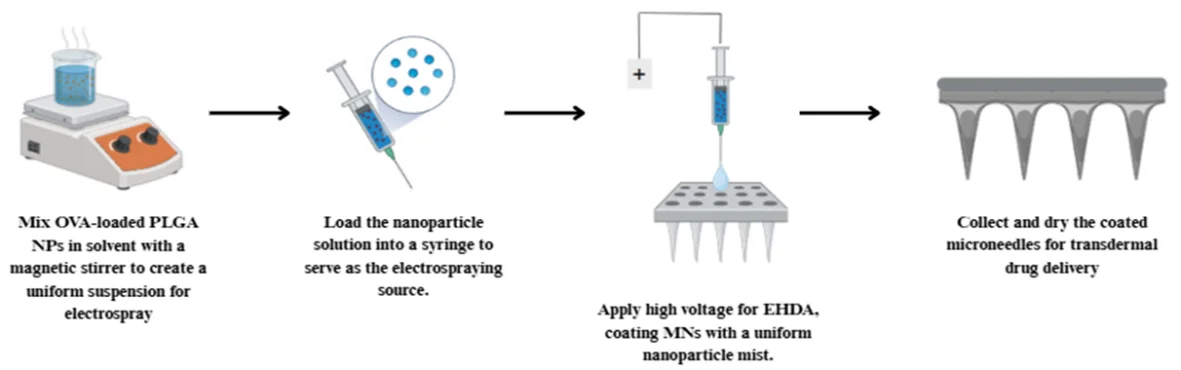 +
Mix OVA-loaded PLGA
NPs in solvent with a
magnetic stirrer to create a
uniform suspension for
electrospray
Load the nanoparticle
solution into a syringe to
serve as the electrospraying
source.
Apply high voltage for EHDA,
coating MNs with a uniform
nanoparticle mist.
Collect and dry the coated
microneedles for transdermal
drug delivery